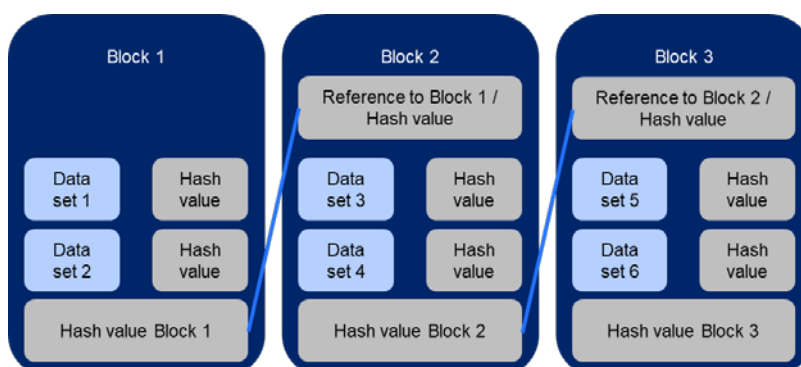 Block 1
Data
set 1
Hash
value
Data
set 2
Hash
value
Hash value Block 1
Block 2
Reference to Block 1 /
Hash value
Data
set 3
Hash
value
Data
set 4
Hash
value
Hash value Block 2
Block 3
Reference to Block 2 /
Hash value
Data
set 5
Hash
value
Data
set 6
Hash
value
Hash value Block 3